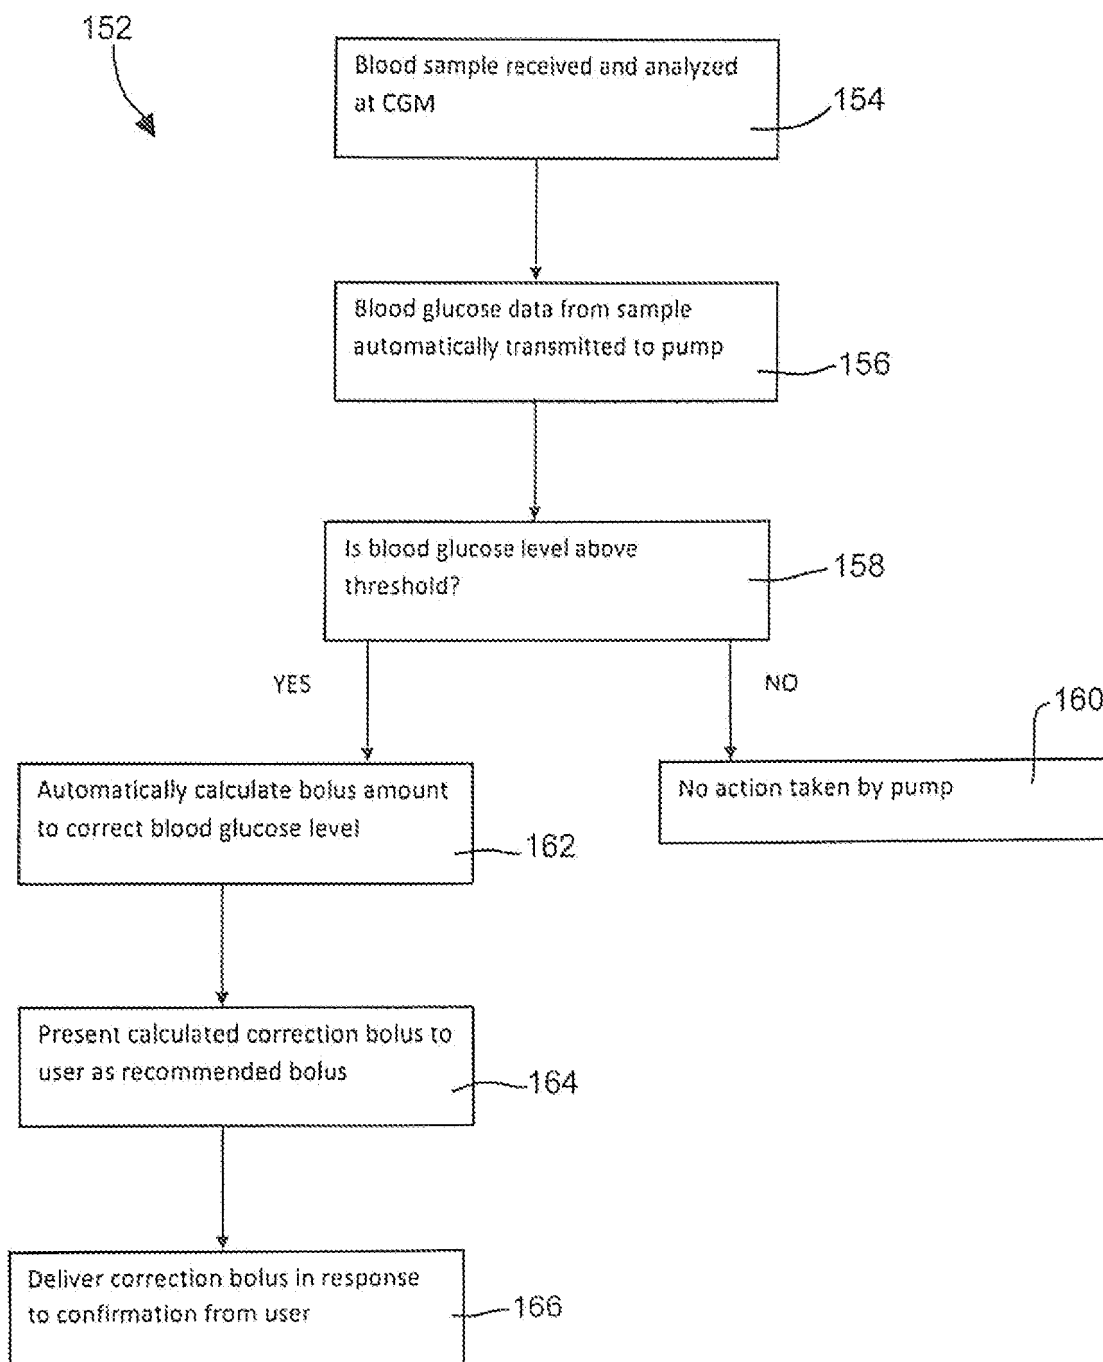 152
Blood sample received and analyzed
at CGM
154
Blood glucose data from sample
automatically transmitted to pump
156
Is blood glucose level above
threshold?
158
YES
NO
160
Automatically calculate bolus amount
to correct blood glucose level
162
No action taken by pump
Present calculated correction bolus to
user as recommended bolus
164
Deliver correction bolus in response
to confirmation from user
166